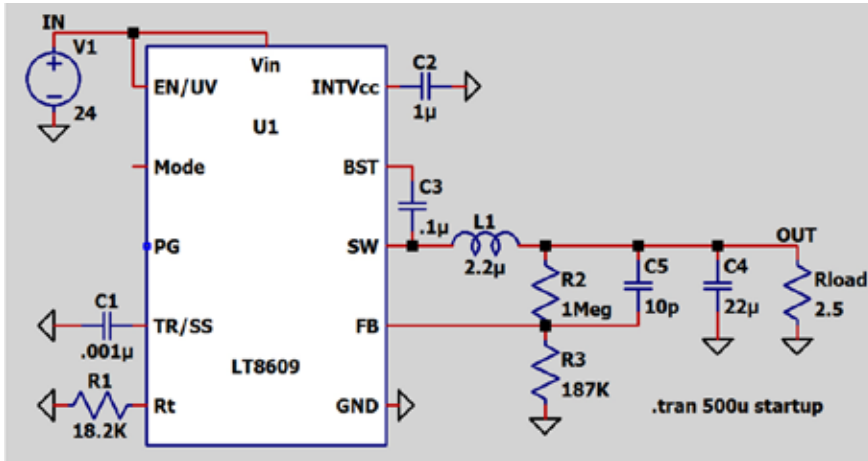 IN
V1
24
Vin
EN/UV
INTVcc
C2
1µ
U1
Mode
BST
C3
.1µ
PG
SW
L1
2.2µ
OUT
R2
1Meg
C5
10p
C4
22µ
Rload
2.5
C1
.001µ
TR/SS
FB
R3
187K
LT8609
R1
18.2K
Rt
GND
.tran 500u startup